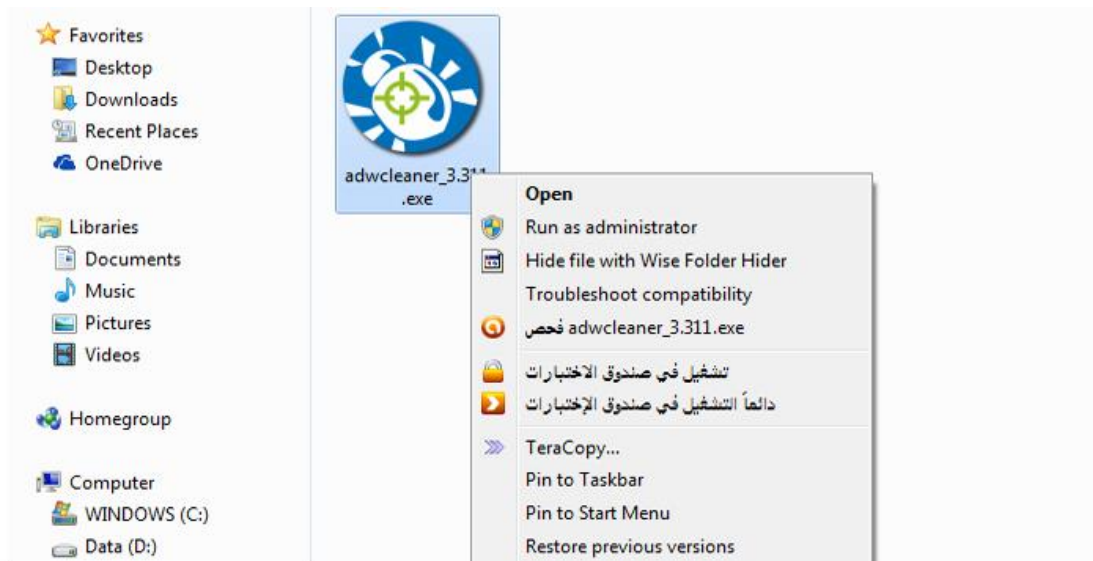 Favorites
Desktop
Downloads
Recent Places
OneDrive
Libraries
Documents
Music
Pictures
Videos
Homegroup
Computer
WINDOWS (C:)
Data (D:)
adwcleaner_3.311
.exe
Open
Run as administrator
Hide file with Wise Folder Hider
Troubleshoot compatibility
فحص adwcleaner_3.311.exe
تشغيل في صندوق الاختبارات
دائماً التشغيل في صندوق الإختبارات
TeraCopy...
Pin to Taskbar
Pin to Start Menu
Restore previous versions